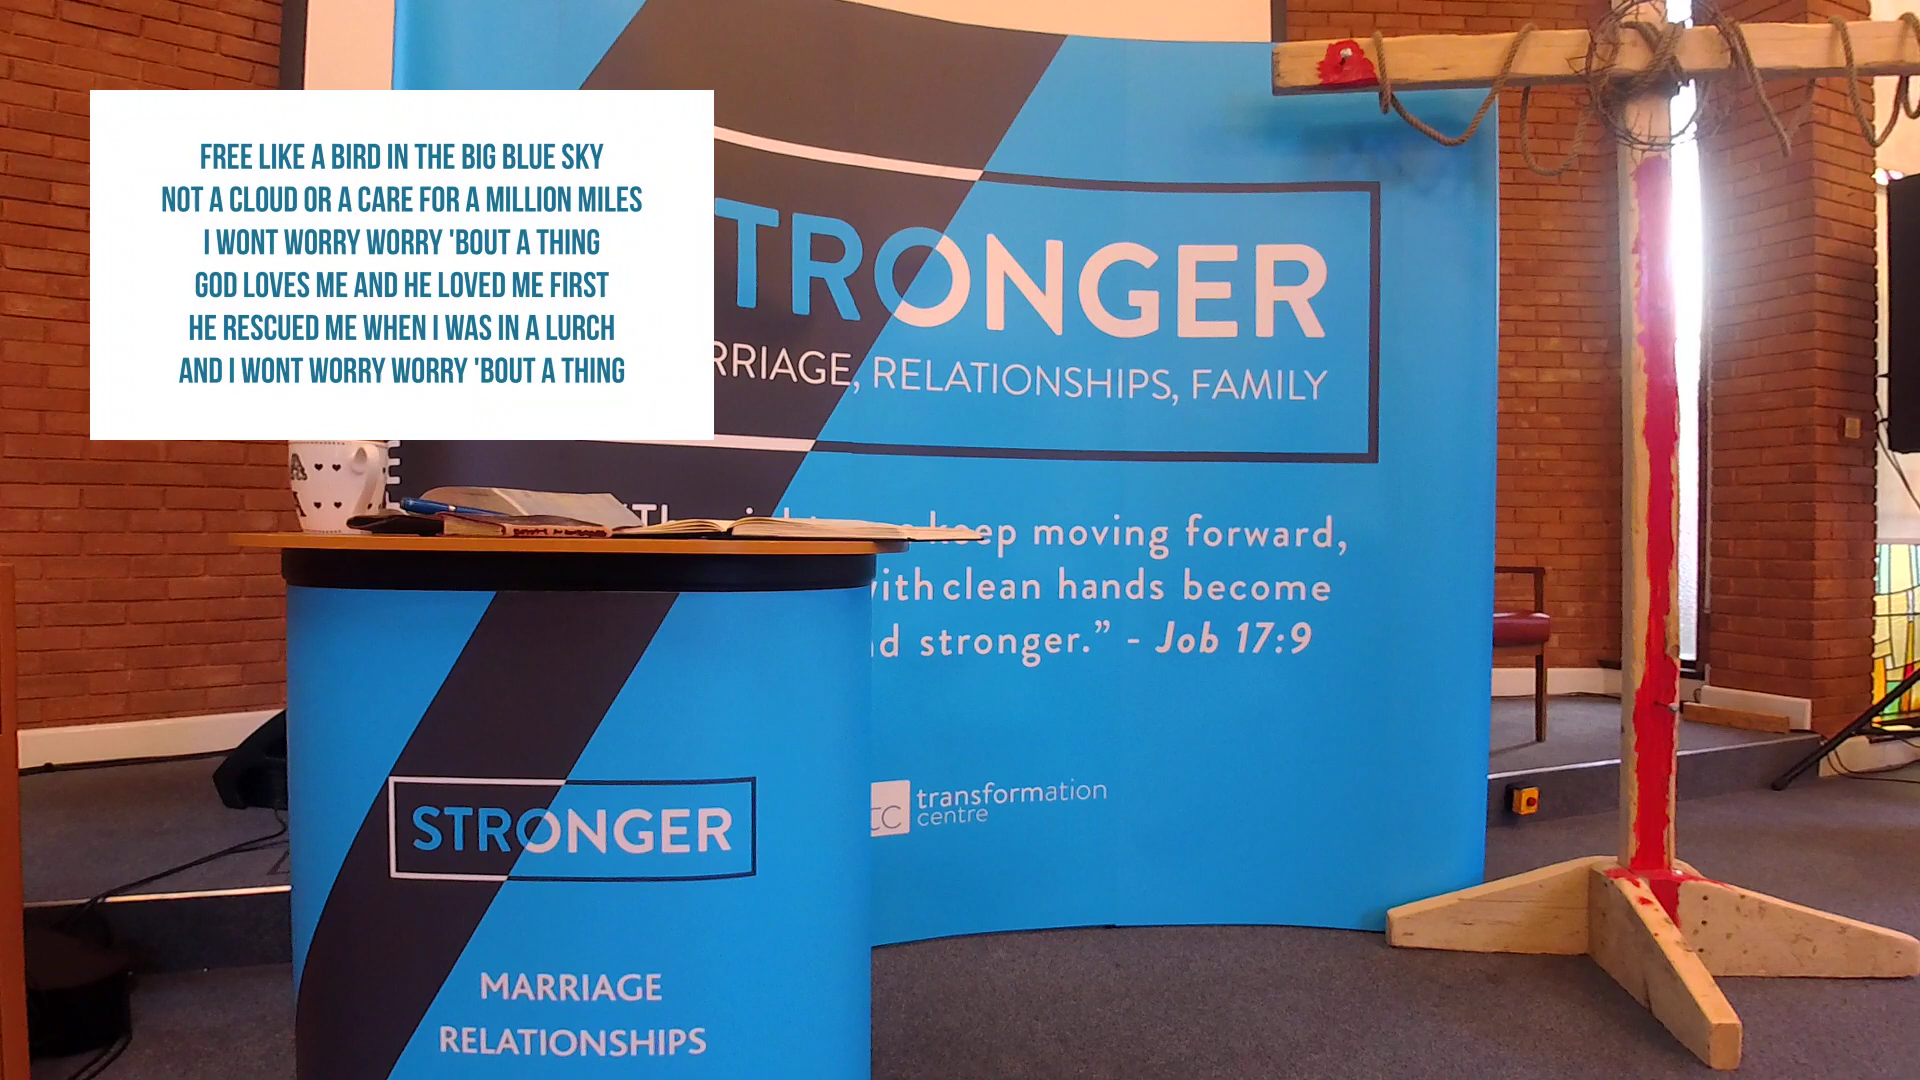 FREE LIKE A BIRD IN THE BIG BLUE SKY
NOT A CLOUD OR A CARE FOR A MILLION MILES
I WONT WORRY WORRY 'BOUT A THING
GOD LOVES ME AND HE LOVED ME FIRST
HE RESCUED ME WHEN I WAS IN A LURCH
AND I WONT WORRY WORRY 'BOUT A THING
TRONGER
RRIAGE, RELATIONSHIPS, FAMILY
keep moving forward,
with clean hands become
stronger." - Job 17:9
TC transformation
centre
STRONGER
MARRIAGE
RELATIONSHIPS